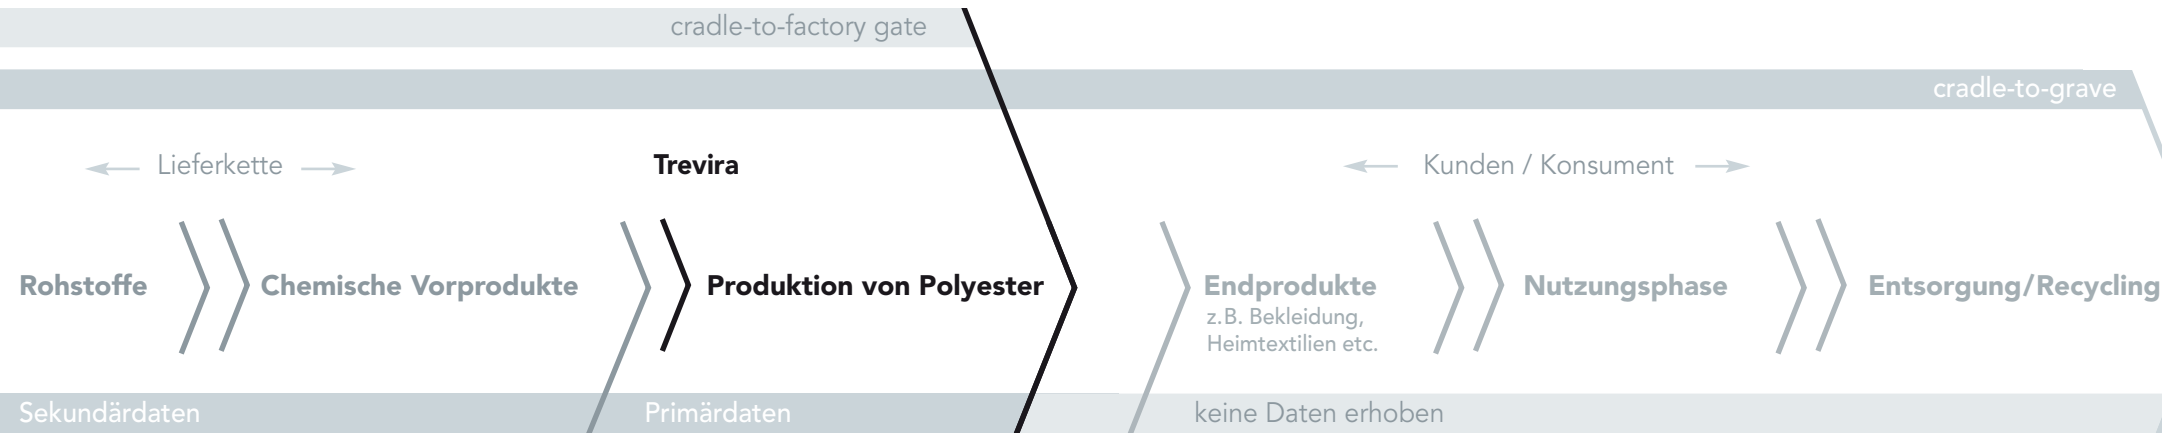 cradle-to-factory gate
cradle-to-grave
Lieferkette
Trevira
Kunden / Konsument
Rohstoffe
Chemische Vorprodukte
Produktion von Polyester
Endprodukte
z.B. Bekleidung,
Heimtextilien etc.
Nutzungsphase
Entsorgung/Recycling
Sekundärdaten
Primärdaten
keine Daten erhoben